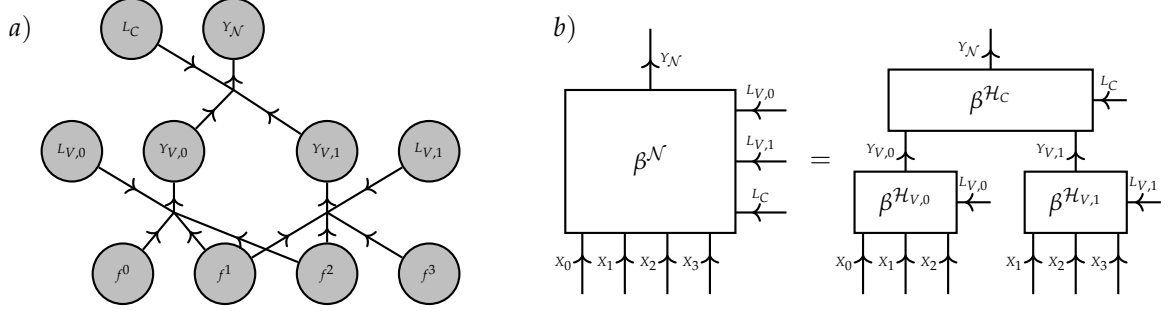 a)
L_C Y_𝒩
L_{V,0} Y_{V,0} Y_{V,1} L_{V,1}
f^0 f^1 f^2 f^3
b)
Y_𝒩
β^𝒩
L_{V,0}
L_{V,1}
L_C
X_0 X_1 X_2 X_3
=
Y_𝒩
β^{ℋ_C} L_C
Y_{V,0} Y_{V,1}
β^{ℋ_{V,0}} L_{V,0} β^{ℋ_{V,1}} L_{V,1}
X_0 X_1 X_2 X_1 X_2 X_3